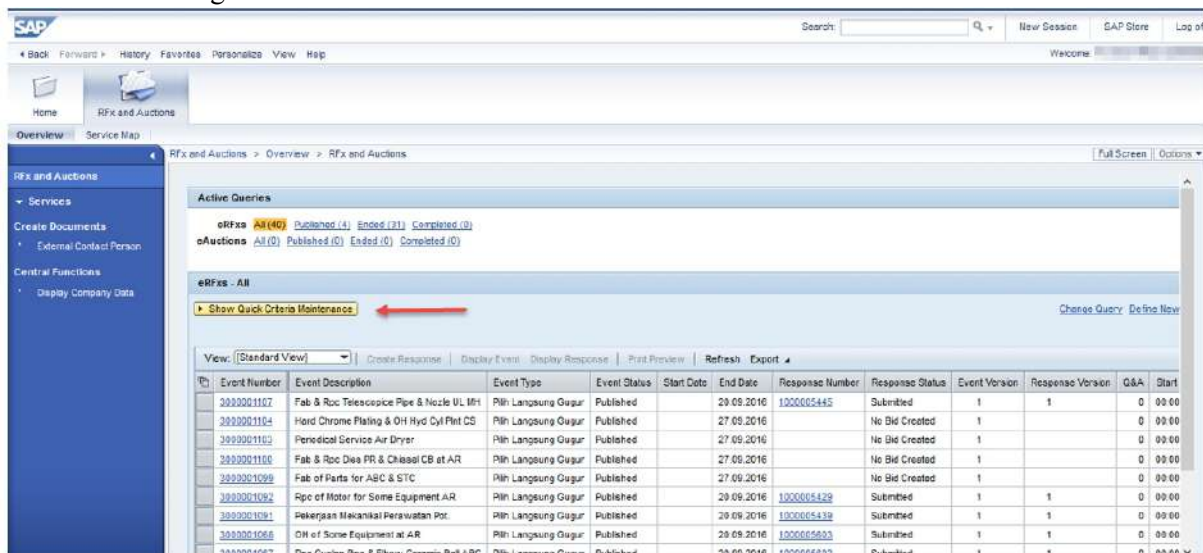 SAP
Search: New Session SAP Store Log of
Back Forward History Favorites Personalize View Help Welcome
Home RFx and Auctions
Overview Service Map
RFx and Auctions > Overview > RFx and Auctions Full Screen Options
RFx and Auctions
Services
Create Documents
External Contact Person
Central Functions
Display Company Data
Active Queries
eRFxs All (40) Published (4) Ended (31) Completed (0)
eAuctions All (0) Published (0) Ended (0) Completed (0)
eRFxs - All
Show Quick Criteria Maintenance Change Query Define New
View: [Standard View] Create Response Display Event Display Response Print Preview Refresh Export
Event Number Event Description Event Type Event Status Start Date End Date Response Number Response Status Event Version Response Version Q&A Start
3000001107 Fab & Rpc Telescopice Pipe & Nozle UL MH Pilih Langsung Gugur Published 20.09.2016 1000005445 Submitted 1 1 0 00:00
3000001104 Hard Chrome Plating & OH Hyd Cyl Plnt CS Pilih Langsung Gugur Published 27.09.2016 No Bid Created 1 0 00:00
3000001103 Periodical Service Air Dryer Pilih Langsung Gugur Published 27.09.2016 No Bid Created 1 0 00:00
3000001100 Fab & Rpc Dies PR & Chissel CB at AR Pilih Langsung Gugur Published 27.09.2016 No Bid Created 1 0 00:00
3000001099 Fab of Parts for ABC & STC Pilih Langsung Gugur Published 27.09.2016 No Bid Created 1 0 00:00
3000001092 Rpc of Motor for Some Equipment AR Pilih Langsung Gugur Published 20.09.2016 1000005429 Submitted 1 1 0 00:00
3000001091 Pekerjaan Mekanikal Perawatan Pot. Pilih Langsung Gugur Published 20.09.2016 1000005439 Submitted 1 1 0 00:00
3000001068 OH of Some Equipment at AR Pilih Langsung Gugur Published 20.09.2016 1000005603 Submitted 1 1 0 00:00